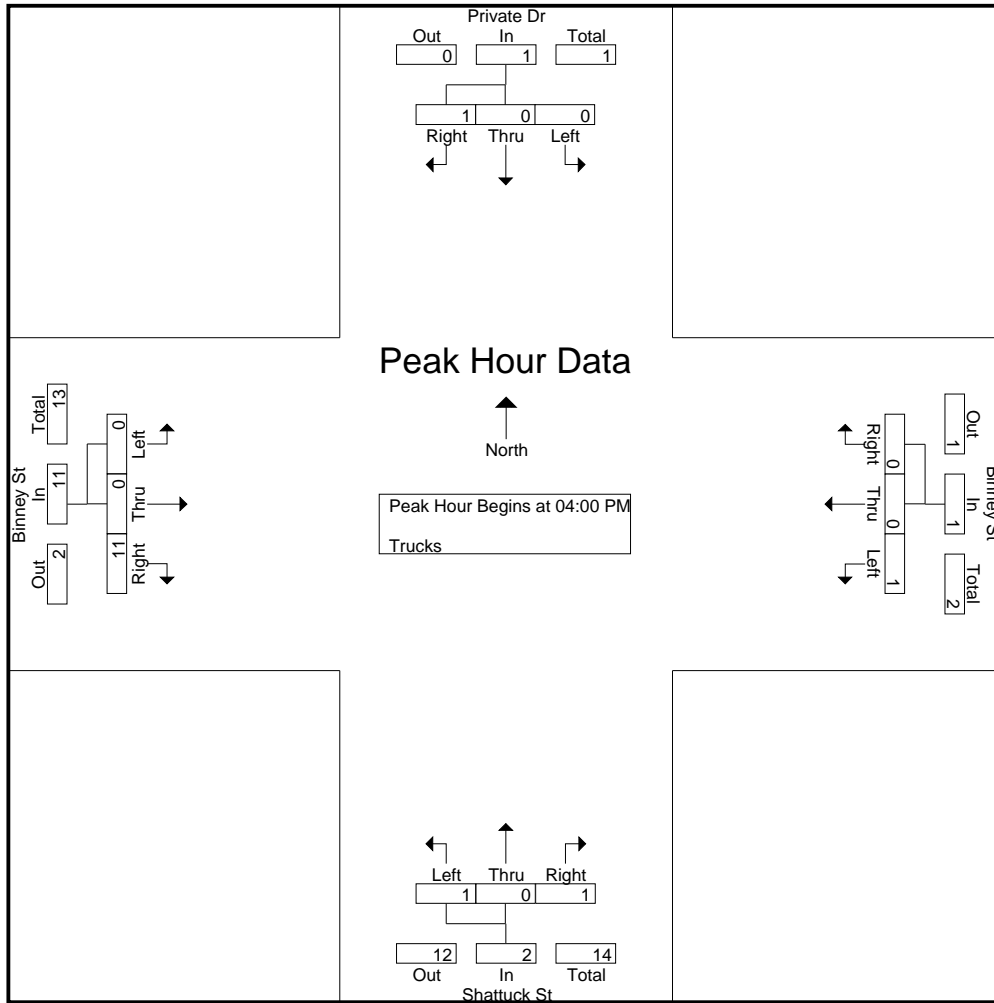 Private Dr
Out In Total
0 1 1
1 0 0
Right Thru Left
Peak Hour Data
North
Peak Hour Begins at 04:00 PM
Trucks
Binney St
Out In Total
2 11 13
Right Thru Left
11 0 0
Binney St
Out In Total
1 1 2
Right Thru Left
0 0 1
Left Thru Right
1 0 1
12 2 14
Out In Total
Shattuck St